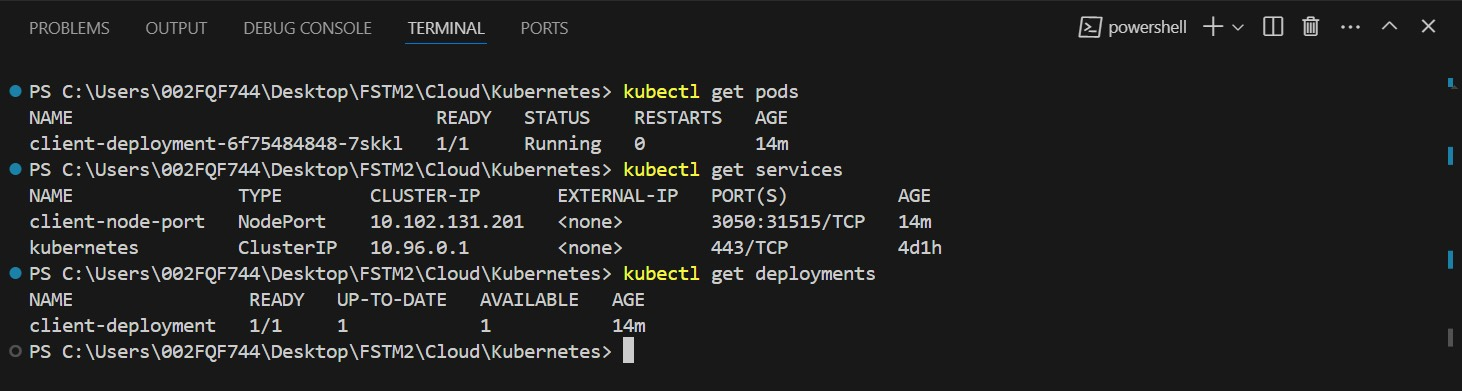 PROBLEMS OUTPUT DEBUG CONSOLE TERMINAL PORTS powershell
PS C:\Users\002FQF744\Desktop\FSTM2\Cloud\Kubernetes> kubectl get pods
NAME READY STATUS RESTARTS AGE
client-deployment-6f75484848-7skkl 1/1 Running 0 14m
PS C:\Users\002FQF744\Desktop\FSTM2\Cloud\Kubernetes> kubectl get services
NAME TYPE CLUSTER-IP EXTERNAL-IP PORT(S) AGE
client-node-port NodePort 10.102.131.201 <none> 3050:31515/TCP 14m
kubernetes ClusterIP 10.96.0.1 <none> 443/TCP 4d1h
PS C:\Users\002FQF744\Desktop\FSTM2\Cloud\Kubernetes> kubectl get deployments
NAME READY UP-TO-DATE AVAILABLE AGE
client-deployment 1/1 1 1 14m
PS C:\Users\002FQF744\Desktop\FSTM2\Cloud\Kubernetes>